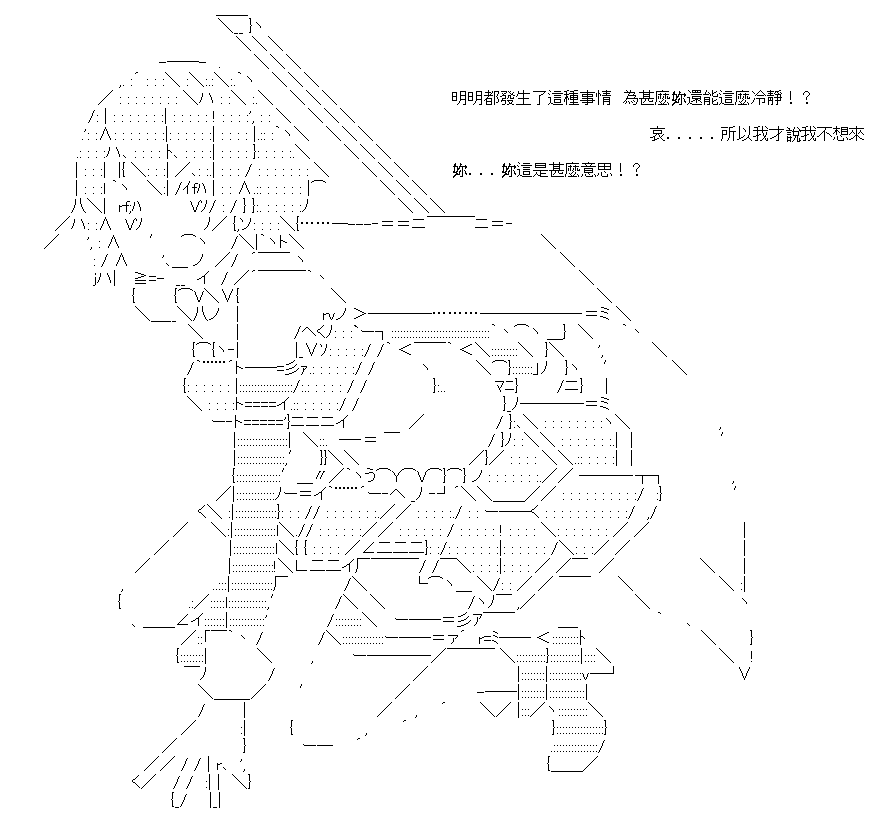 明明都發生了這種事情　為甚麼妳還能這麼冷靜！？
哀．．．．．所以我才說我不想來
妳．．．妳這是甚麼意思！？